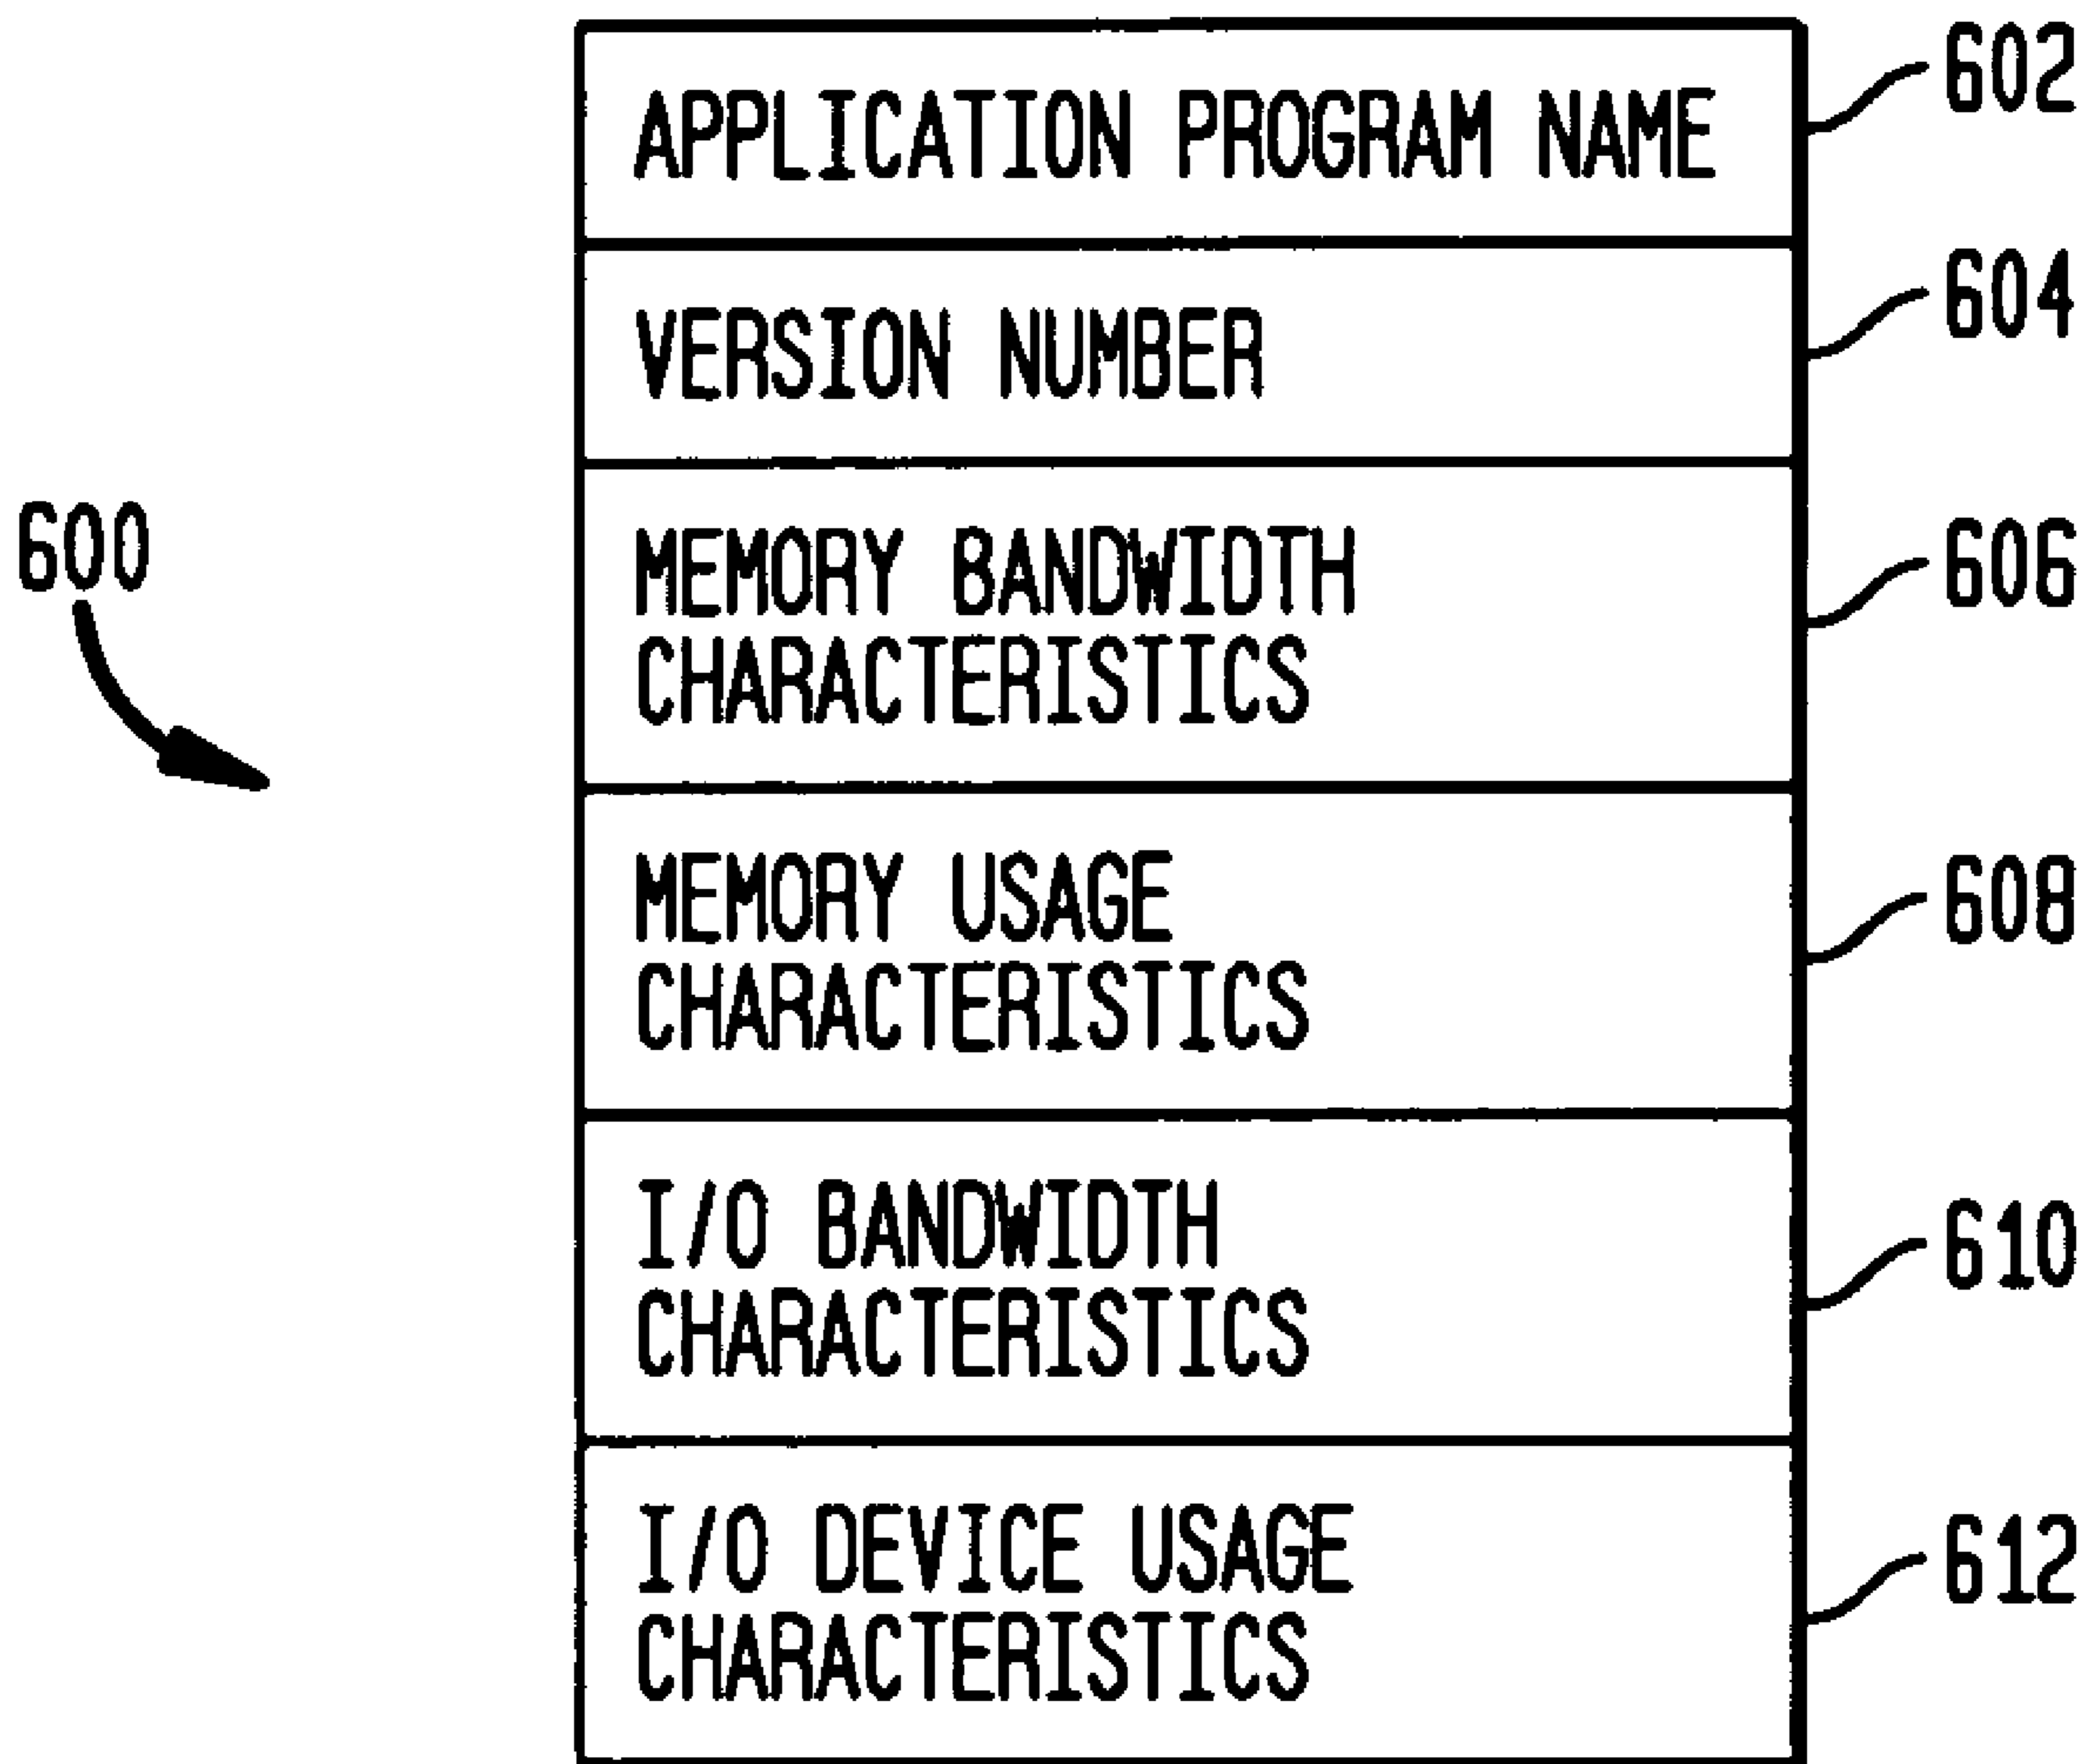 APPLICATION PROGRAM NAME
602
VERSION NUMBER
604
600
MEMORY BANDWIDTH
CHARACTERISTICS
606
MEMORY USAGE
CHARACTERISTICS
608
I/O BANDWIDTH
CHARACTERISTICS
610
I/O DEVICE USAGE
CHARACTERISTICS
612